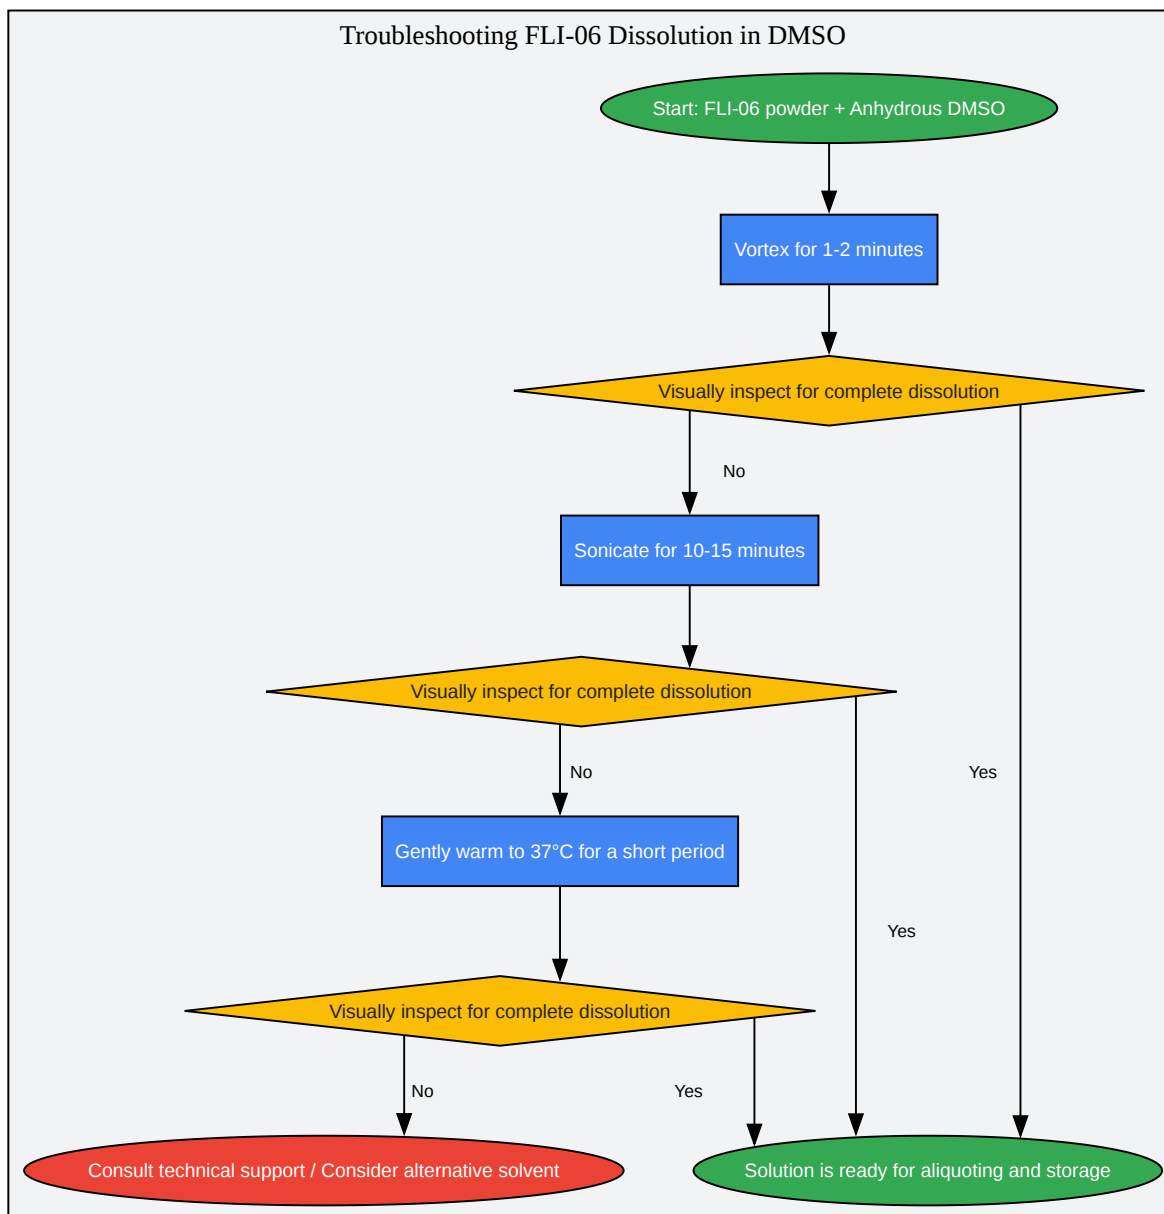 Troubleshooting FLI-06 Dissolution in DMSO
Start: FLI-06 powder + Anhydrous DMSO
Vortex for 1-2 minutes
Visually inspect for complete dissolution
No
Sonicate for 10-15 minutes
Visually inspect for complete dissolution
No
Yes
Gently warm to 37°C for a short period
Yes
Visually inspect for complete dissolution
No
Yes
Consult technical support / Consider alternative solvent
Solution is ready for aliquoting and storage